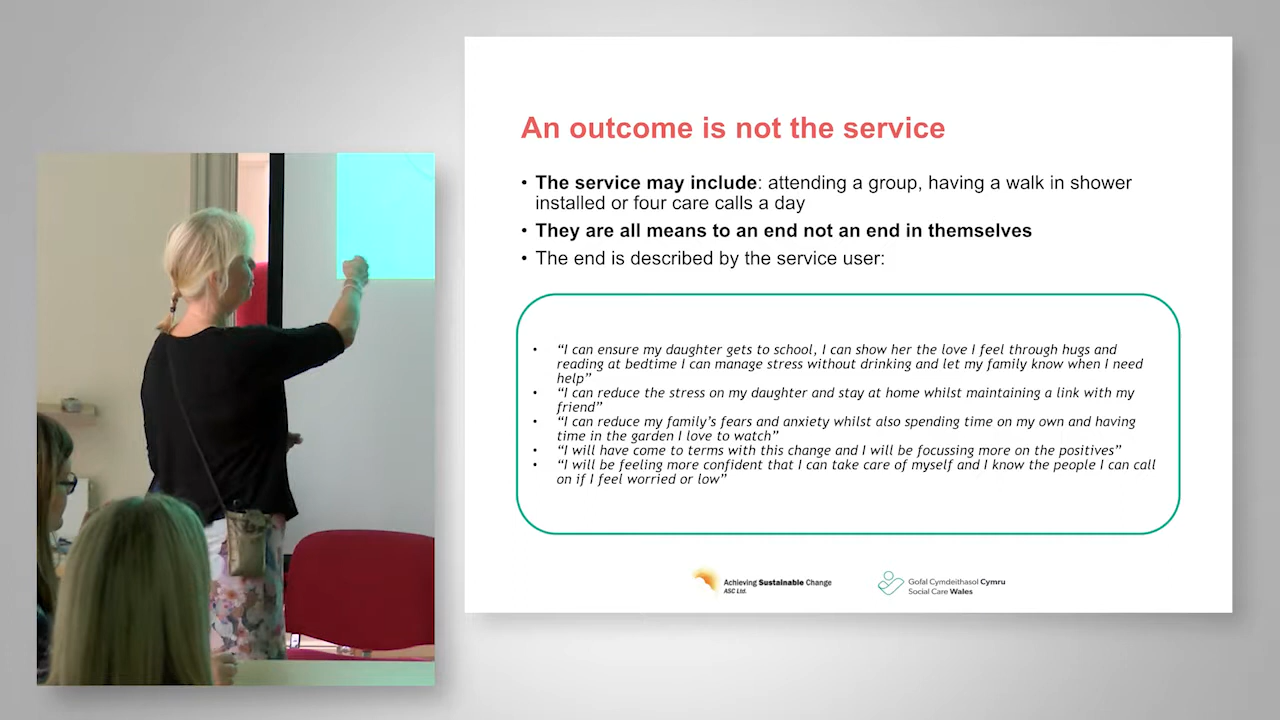 An outcome is not the service
• The service may include: attending a group, having a walk in shower
installed or four care calls a day
• They are all means to an end not an end in themselves
• The end is described by the service user:
• “I can ensure my daughter gets to school, I can show her the love I feel through hugs and
reading at bedtime I can manage stress without drinking and let my family know when I need
help”
• “I can reduce the stress on my daughter and stay at home whilst maintaining a link with my
friend”
• “I can reduce my family’s fears and anxiety whilst also spending time on my own and having
time in the garden I love to watch”
• “I will have come to terms with this change and I will be focussing more on the positives”
• “I will be feeling more confident that I can take care of myself and I know the people I can call
on if I feel worried or low”
Achieving Sustainable Change
ASC Ltd.
Gofal Cymdeithasol Cymru
Social Care Wales